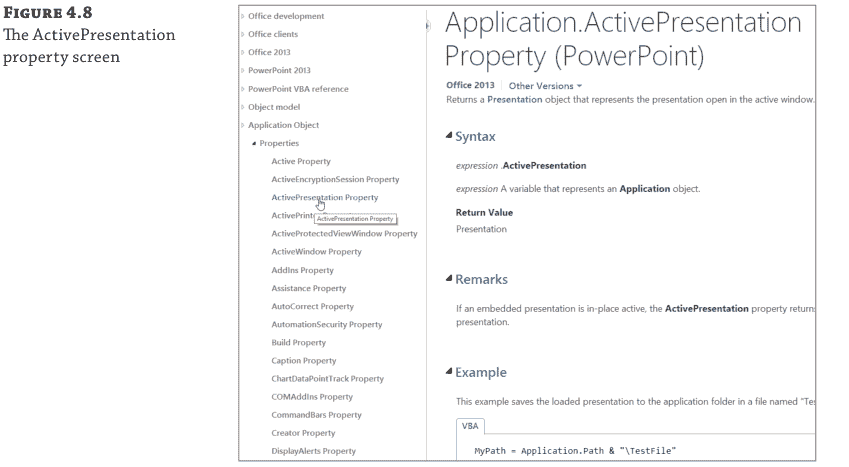 FIGURE 4.8
The ActivePresentation
property screen
Office development
Office clients
Office 2013
PowerPoint 2013
PowerPoint VBA reference
Object model
Application Object
Properties
Active Property
ActiveEncryptionSession Property
ActivePresentation Property
ActivePrinter
ActivePresentation Property
ActiveProtectedViewWindow Property
ActiveWindow Property
AddIns Property
Assistance Property
AutoCorrect Property
AutomationSecurity Property
Build Property
Caption Property
ChartDataPointTrack Property
COMAddIns Property
CommandBars Property
Creator Property
DisplayAlerts Property
Application.ActivePresentation
Property (PowerPoint)
Office 2013 | Other Versions
Returns a Presentation object that represents the presentation open in the active window.
Syntax
expression .ActivePresentation
expression A variable that represents an Application object.
Return Value
Presentation
Remarks
If an embedded presentation is in-place active, the ActivePresentation property returns
presentation.
Example
This example saves the loaded presentation to the application folder in a file named "Tes
VBA
MyPath = Application.Path & "\TestFile"